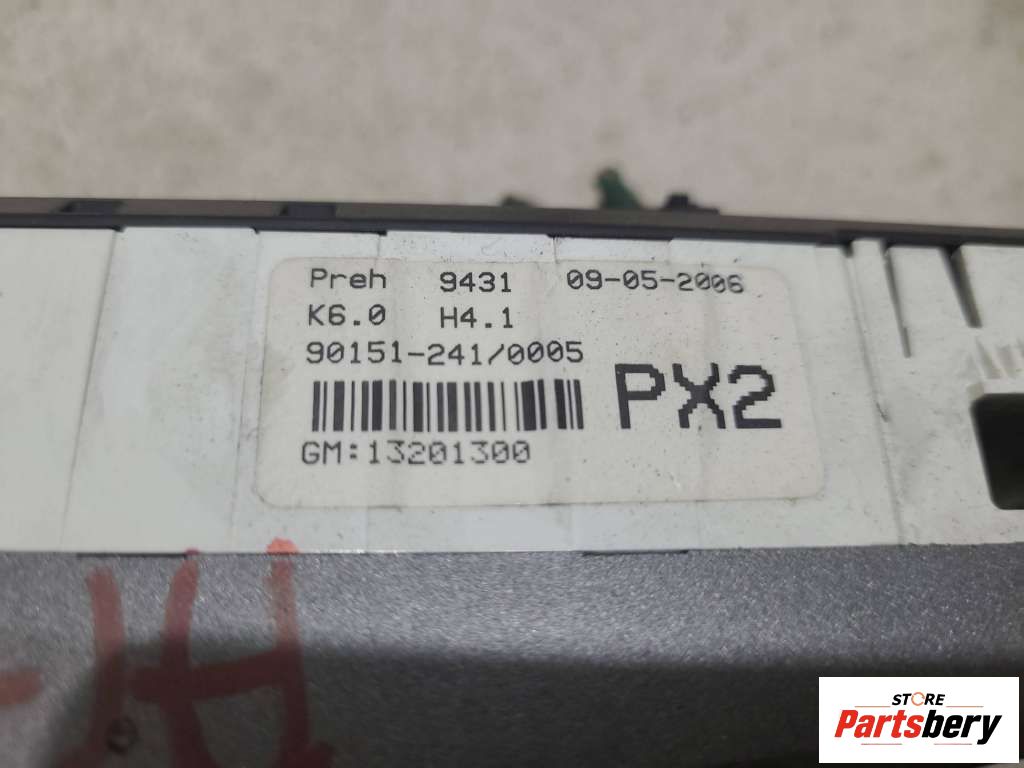 Preh 9431 09-05-2006
K6.0 H4.1
90151-241/0005
PX2
GM:13201300
STORE
Partsbery